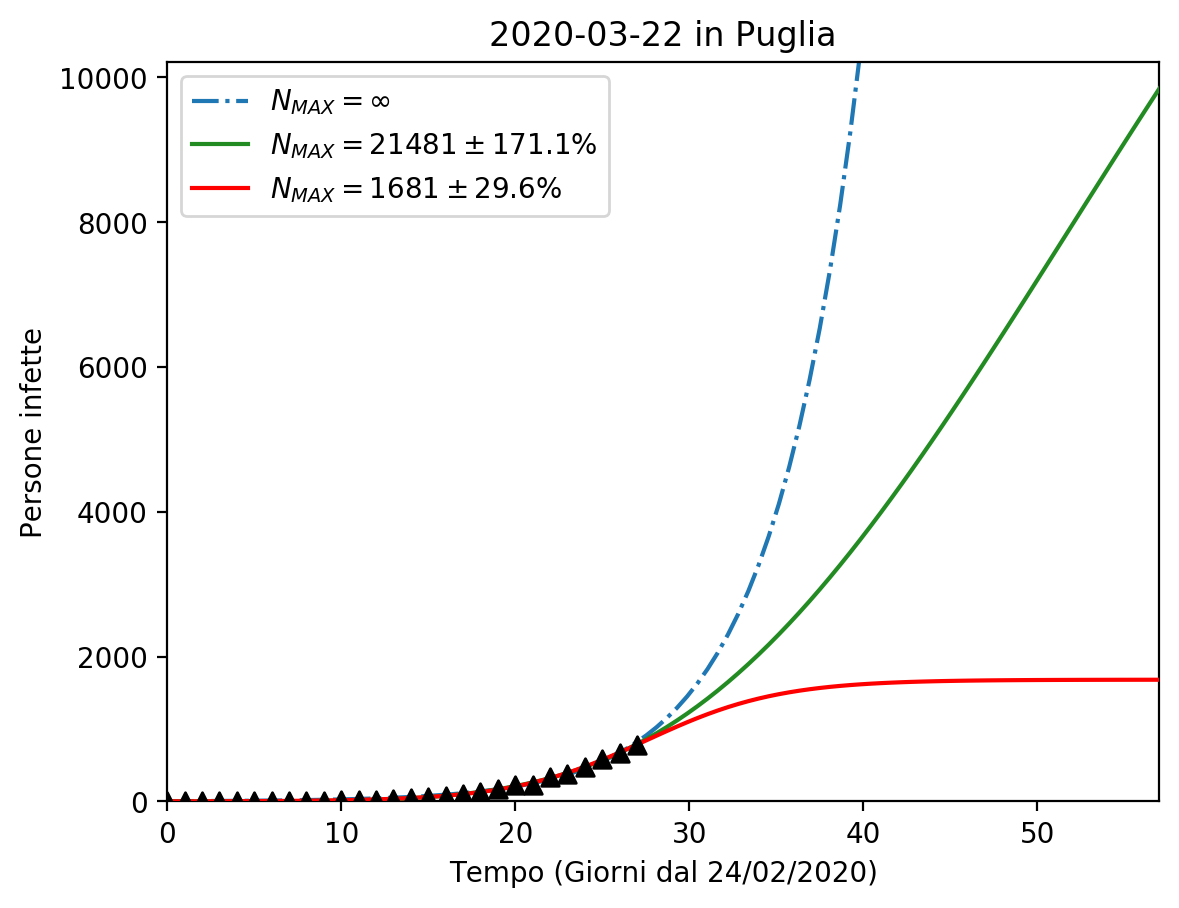 2020-03-22 in Puglia
N_MAX = ∞
N_MAX = 21481 ± 171.1%
N_MAX = 1681 ± 29.6%
10000
8000
6000
4000
2000
0
Persone infette
0 10 20 30 40 50
Tempo (Giorni dal 24/02/2020)